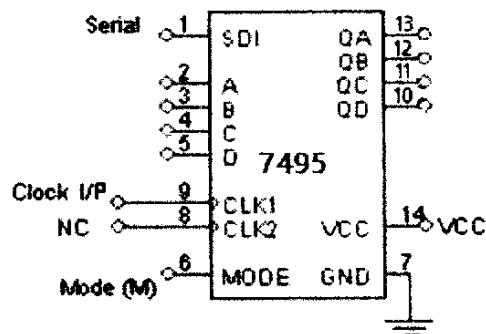 Serial 1 SDI QA 13
QB 12
2 A QC 11
3 B QD 10
4 C
5 D
7495
Clock I/P 9 CLK1
NC 8 CLK2 VCC 14 VCC
Mode (M) 6 MODE GND 7